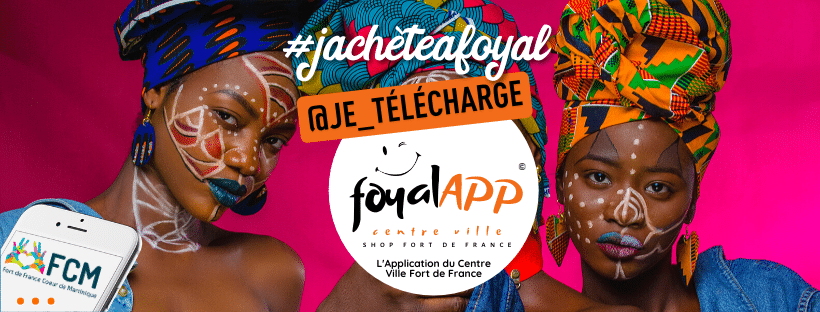 #jachèteafoyal
@JE_TÉLÉCHARGE
©
foyalAPP
centre ville
SHOP FORT DE FRANCE
L'Application du Centre
Ville Fort de France
FCM
Fort de France Coeur de Martinique